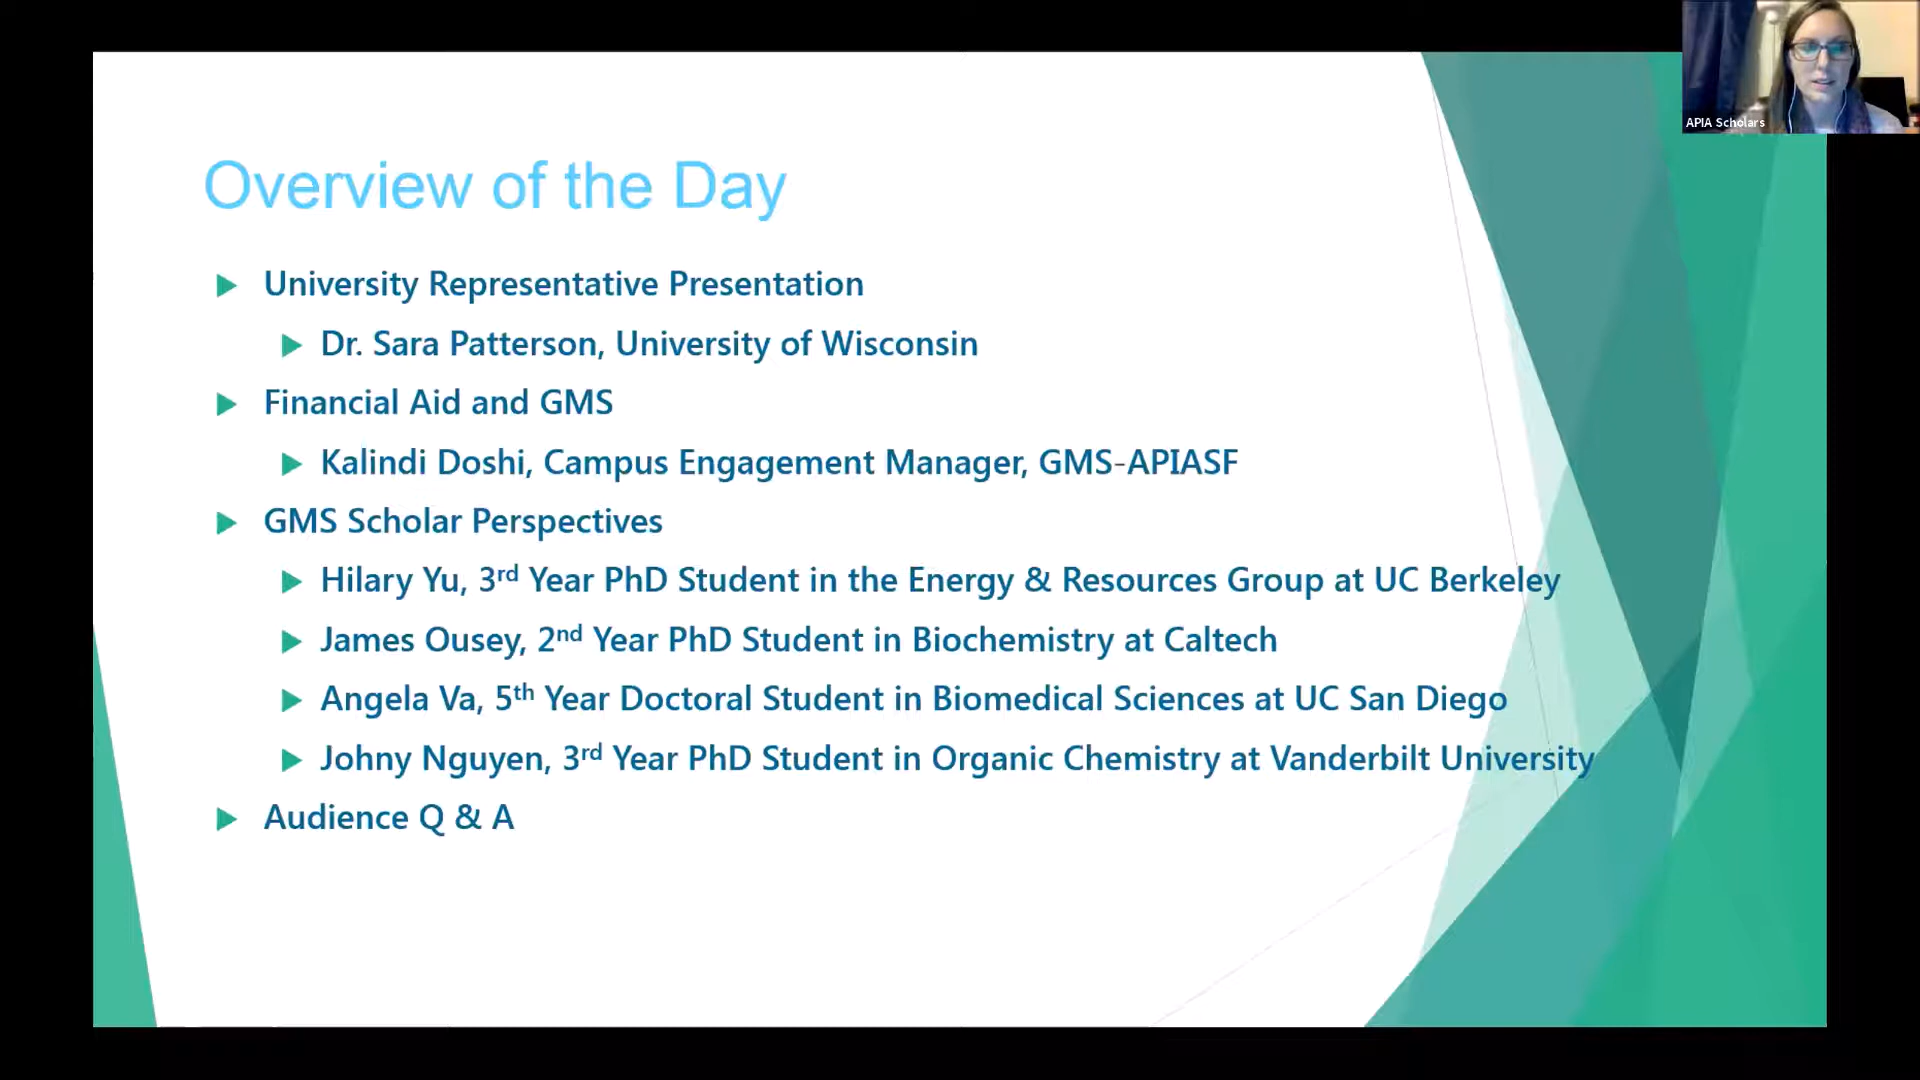 APIA Scholars
Overview of the Day
University Representative Presentation
Dr. Sara Patterson, University of Wisconsin
Financial Aid and GMS
Kalindi Doshi, Campus Engagement Manager, GMS-APIASF
GMS Scholar Perspectives
Hilary Yu, 3rd Year PhD Student in the Energy & Resources Group at UC Berkeley
James Ousey, 2nd Year PhD Student in Biochemistry at Caltech
Angela Va, 5th Year Doctoral Student in Biomedical Sciences at UC San Diego
Johny Nguyen, 3rd Year PhD Student in Organic Chemistry at Vanderbilt University
Audience Q & A